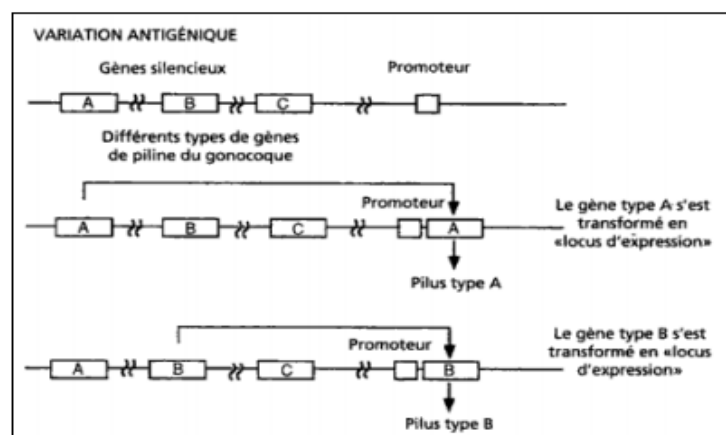 VARIATION ANTIGÉNIQUE
Gènes silencieux
Promoteur
A
B
C
Différents types de gènes
de piline du gonocoque
Promoteur
A
B
C
A
Le gène type A s'est
transformé en
«locus d'expression»
Pilus type A
Promoteur
A
B
C
B
Le gène type B s'est
transformé en «locus
d'expression»
Pilus type B